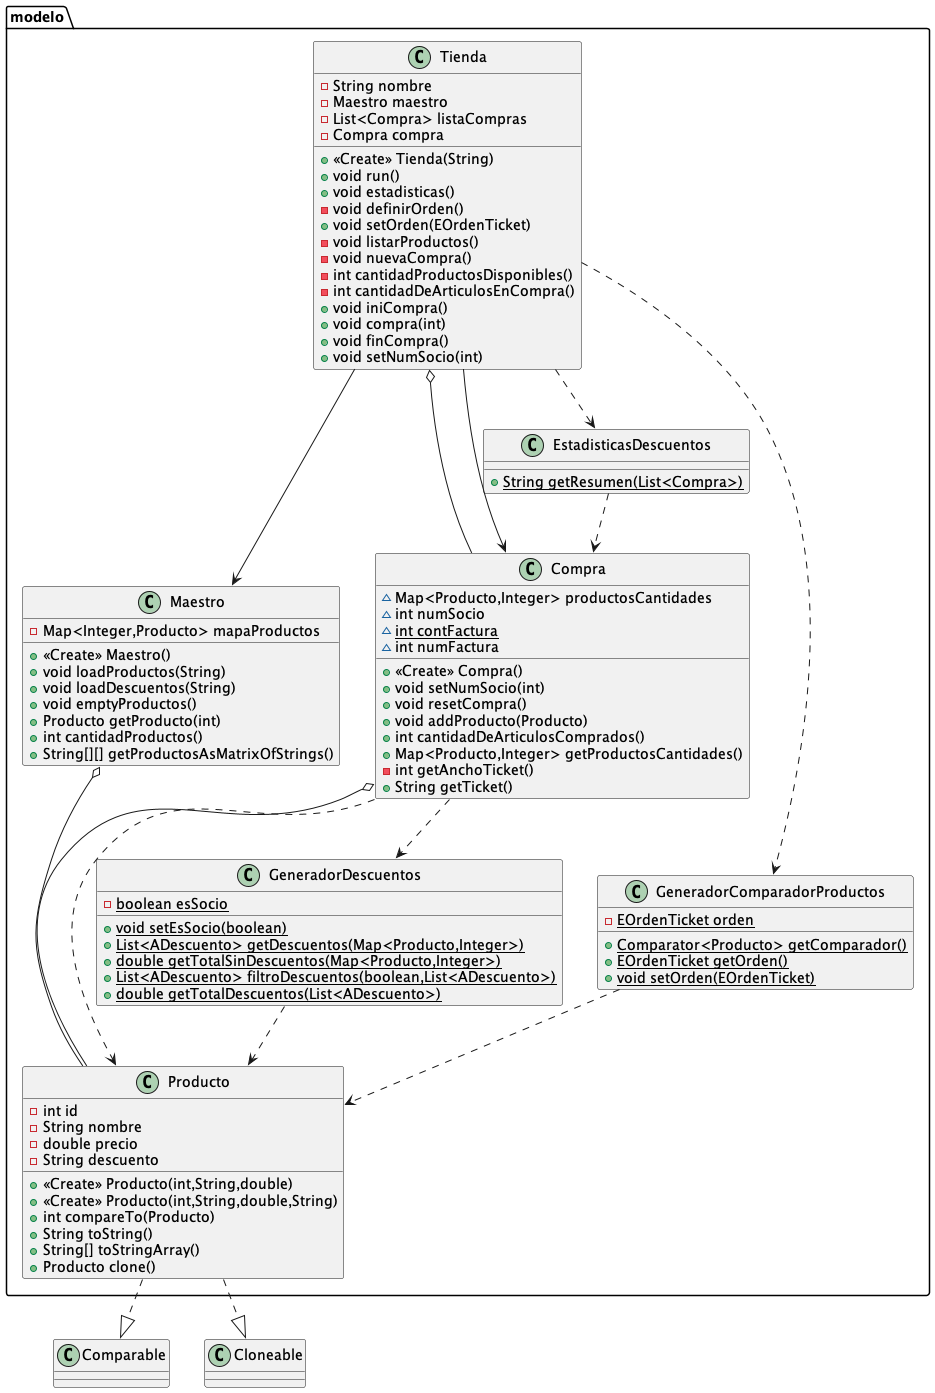 modelo
C Tienda
String nombre
Maestro maestro
List<Compra> listaCompras
Compra compra
«Create» Tienda(String)
void run()
void estadisticas()
void definirOrden()
void setOrden(EOrdenTicket)
void listarProductos()
void nuevaCompra()
int cantidadProductosDisponibles()
int cantidadDeArticulosEnCompra()
void iniCompra()
void compra(int)
void finCompra()
void setNumSocio(int)
C EstadisticasDescuentos
String getResumen(List<Compra>)
C Maestro
Map<Integer,Producto> mapaProductos
«Create» Maestro()
void loadProductos(String)
void loadDescuentos(String)
void emptyProductos()
Producto getProducto(int)
int cantidadProductos()
String[][] getProductosAsMatrixOfStrings()
C Compra
Map<Producto,Integer> productosCantidades
int numSocio
int contFactura
int numFactura
«Create» Compra()
void setNumSocio(int)
void resetCompra()
void addProducto(Producto)
int cantidadDeArticulosComprados()
Map<Producto,Integer> getProductosCantidades()
int getAnchoTicket()
String getTicket()
C GeneradorDescuentos
boolean esSocio
void setEsSocio(boolean)
List<ADescuento> getDescuentos(Map<Producto,Integer>)
double getTotalSinDescuentos(Map<Producto,Integer>)
List<ADescuento> filtroDescuentos(boolean,List<ADescuento>)
double getTotalDescuentos(List<ADescuento>)
C GeneradorComparadorProductos
EOrdenTicket orden
Comparator<Producto> getComparador()
EOrdenTicket getOrden()
void setOrden(EOrdenTicket)
C Producto
int id
String nombre
double precio
String descuento
«Create» Producto(int,String,double)
«Create» Producto(int,String,double,String)
int compareTo(Producto)
String toString()
String[] toStringArray()
Producto clone()
C Comparable
C Cloneable